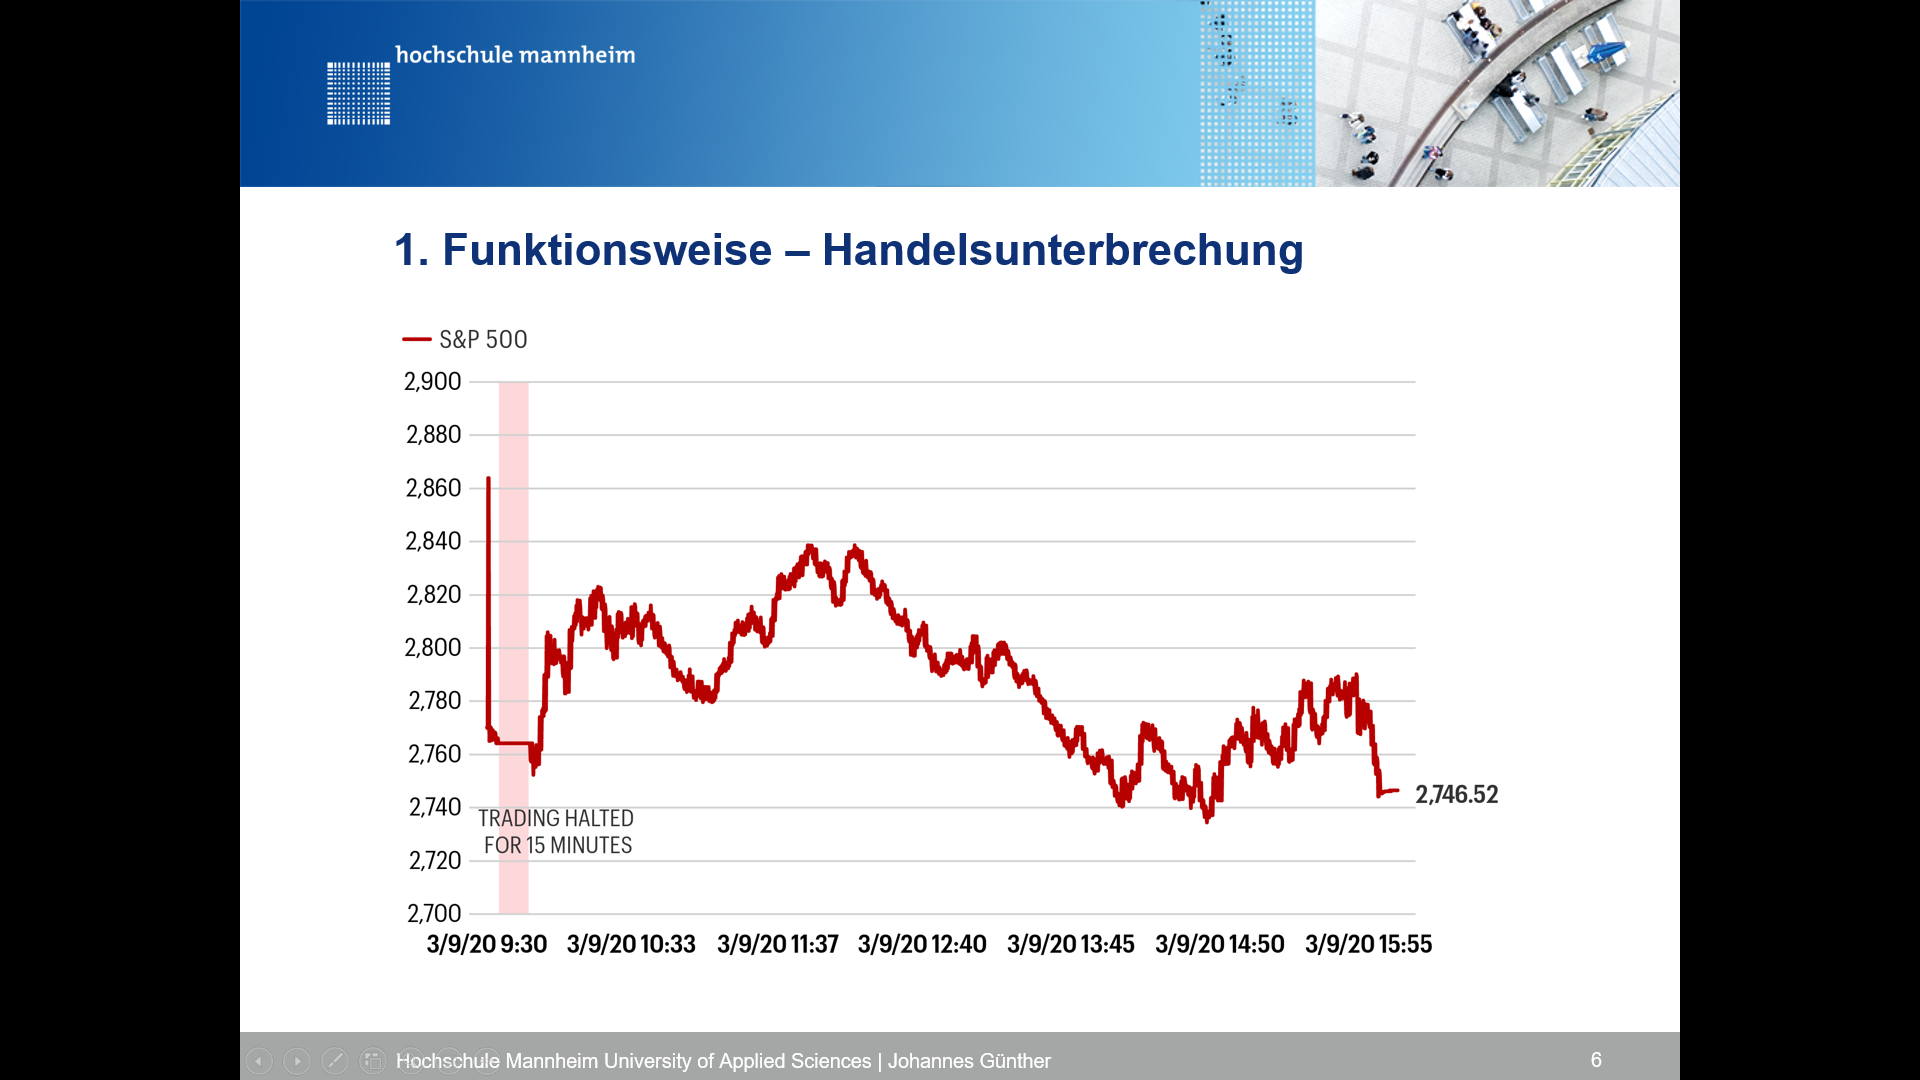 hochschule mannheim
1. Funktionsweise – Handelsunterbrechung
S&P 500
2,900
2,880
2,860
2,840
2,820
2,800
2,780
2,760
2,740
2,720
2,700
TRADING HALTED
FOR 15 MINUTES
2,746.52
3/9/20 9:30 3/9/20 10:33 3/9/20 11:37 3/9/20 12:40 3/9/20 13:45 3/9/20 14:50 3/9/20 15:55
Hochschule Mannheim University of Applied Sciences | Johannes Günther 6